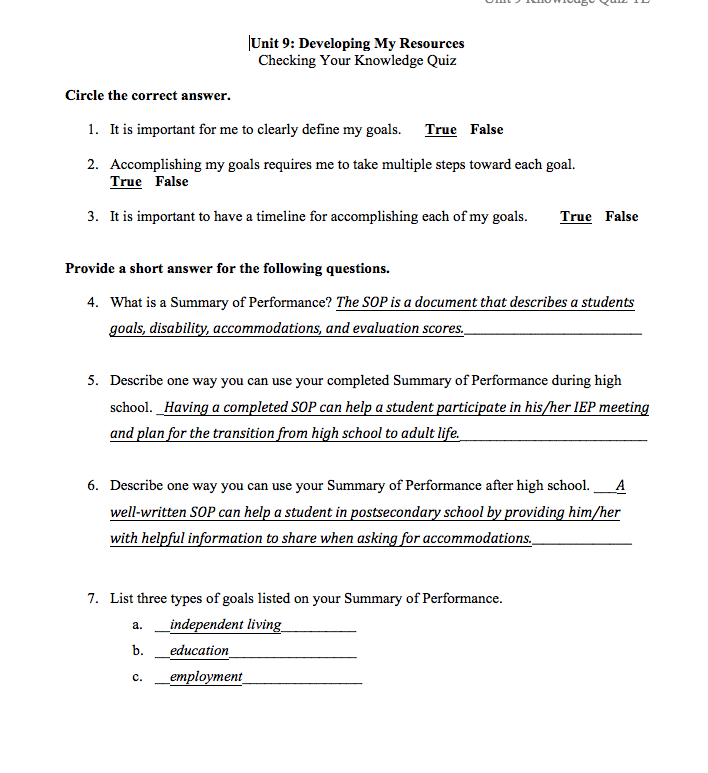 Unit 9 Knowledge Quiz TE
Unit 9: Developing My Resources
Checking Your Knowledge Quiz
Circle the correct answer.
1. It is important for me to clearly define my goals. True False
2. Accomplishing my goals requires me to take multiple steps toward each goal.
True False
3. It is important to have a timeline for accomplishing each of my goals. True False
Provide a short answer for the following questions.
4. What is a Summary of Performance? The SOP is a document that describes a students
goals, disability, accommodations, and evaluation scores.
5. Describe one way you can use your completed Summary of Performance during high
school. Having a completed SOP can help a student participate in his/her IEP meeting
and plan for the transition from high school to adult life.
6. Describe one way you can use your Summary of Performance after high school. A
well-written SOP can help a student in postsecondary school by providing him/her
with helpful information to share when asking for accommodations.
7. List three types of goals listed on your Summary of Performance.
a. independent living
b. education
c. employment